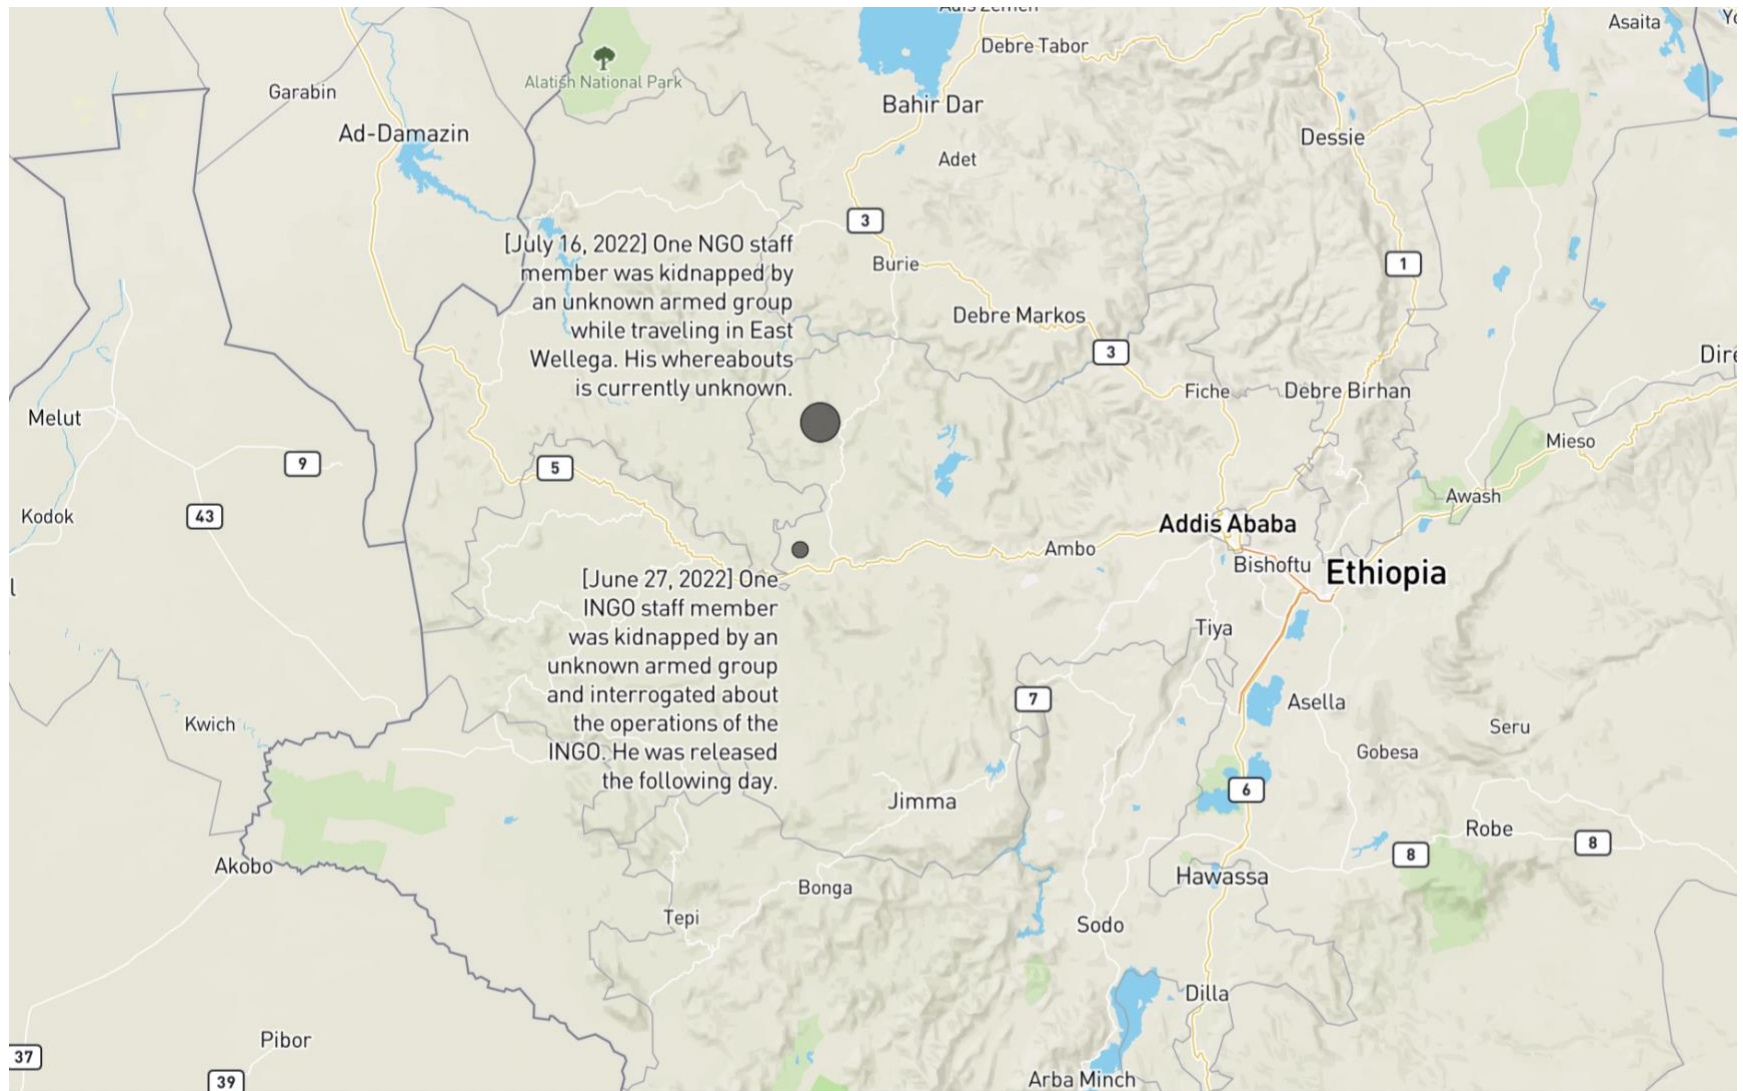 Adis Zemen
Asaita
Debre Tabor
Alatish National Park
Garabin
Bahir Dar
Ad-Damazin
Dessie
Adet
3
[July 16, 2022] One NGO staff
member was kidnapped by
an unknown armed group
while traveling in East
Wellega. His whereabouts
is currently unknown.
Burie
1
Debre Markos
3
Dire
Fiche
Debre Birhan
Melut
Mieso
9
5
Awash
Kodok
43
Addis Ababa
Ambo
Bishoftu
Ethiopia
[June 27, 2022] One
INGO staff member
was kidnapped by an
unknown armed group
and interrogated about
the operations of the
INGO. He was released
the following day.
l
Tiya
7
Asella
Kwich
Seru
Gobesa
6
Jimma
Robe
8
8
Akobo
Hawassa
Bonga
Tepi
Sodo
Dilla
Pibor
37
39
Arba Minch